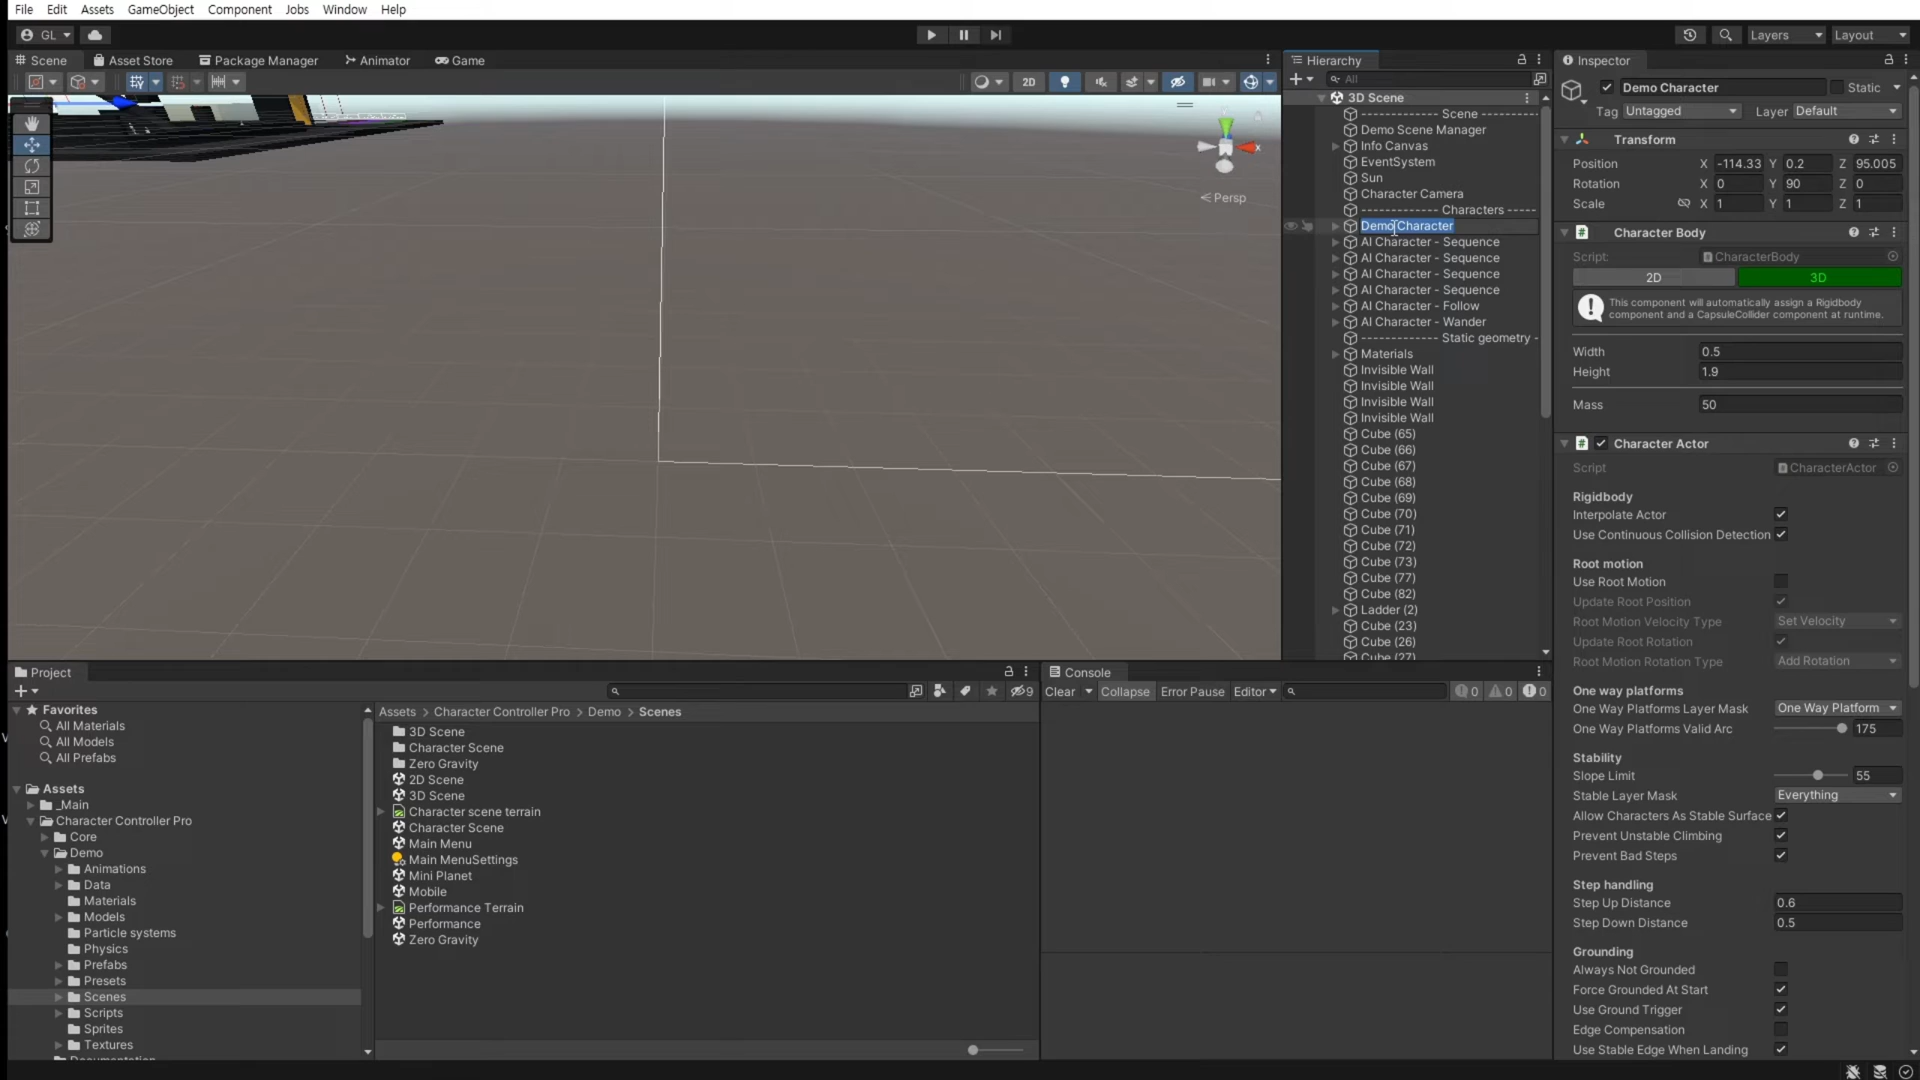 File Edit Assets GameObject Component Jobs Window Help
GL Layers Layout
Scene Asset Store Package Manager Animator Game
2D
Persp
Hierarchy
All
3D Scene
------------ Scene ------------
Demo Scene Manager
Info Canvas
EventSystem
Sun
Character Camera
------------ Characters -----
Demo Character
AI Character - Sequence
AI Character - Sequence
AI Character - Sequence
AI Character - Sequence
AI Character - Follow
AI Character - Wander
------------ Static geometry -
Materials
Invisible Wall
Invisible Wall
Invisible Wall
Invisible Wall
Cube (65)
Cube (66)
Cube (67)
Cube (68)
Cube (69)
Cube (70)
Cube (71)
Cube (72)
Cube (73)
Cube (77)
Cube (82)
Ladder (2)
Cube (23)
Cube (26)
Cube (27)
Inspector
Demo Character Static
Tag Untagged Layer Default
Transform
Position X -114.33 Y 0.2 Z 95.005
Rotation X 0 Y 90 Z 0
Scale X 1 Y 1 Z 1
# Character Body
Script: CharacterBody
2D 3D
This component will automatically assign a Rigidbody
component and a CapsuleCollider component at runtime.
Width 0.5
Height 1.9
Mass 50
# Character Actor
Script CharacterActor
Rigidbody
Interpolate Actor
Use Continuous Collision Detection
Root motion
Use Root Motion
Update Root Position
Root Motion Velocity Type Set Velocity
Update Root Rotation
Root Motion Rotation Type Add Rotation
One way platforms
One Way Platforms Layer Mask One Way Platform
One Way Platforms Valid Arc 175
Stability
Slope Limit 55
Stable Layer Mask Everything
Allow Characters As Stable Surface
Prevent Unstable Climbing
Prevent Bad Steps
Step handling
Step Up Distance 0.6
Step Down Distance 0.5
Grounding
Always Not Grounded
Force Grounded At Start
Use Ground Trigger
Edge Compensation
Use Stable Edge When Landing
Project
9
Favorites
All Materials
All Models
All Prefabs
Assets
_Main
Character Controller Pro
Core
Demo
Animations
Data
Materials
Models
Particle systems
Physics
Prefabs
Presets
Scenes
Scripts
Sprites
Textures
Documentation
Assets > Character Controller Pro > Demo > Scenes
3D Scene
Character Scene
Zero Gravity
2D Scene
3D Scene
Character scene terrain
Character Scene
Main Menu
Main MenuSettings
Mini Planet
Mobile
Performance Terrain
Performance
Zero Gravity
Console
Clear Collapse Error Pause Editor 0 0 0